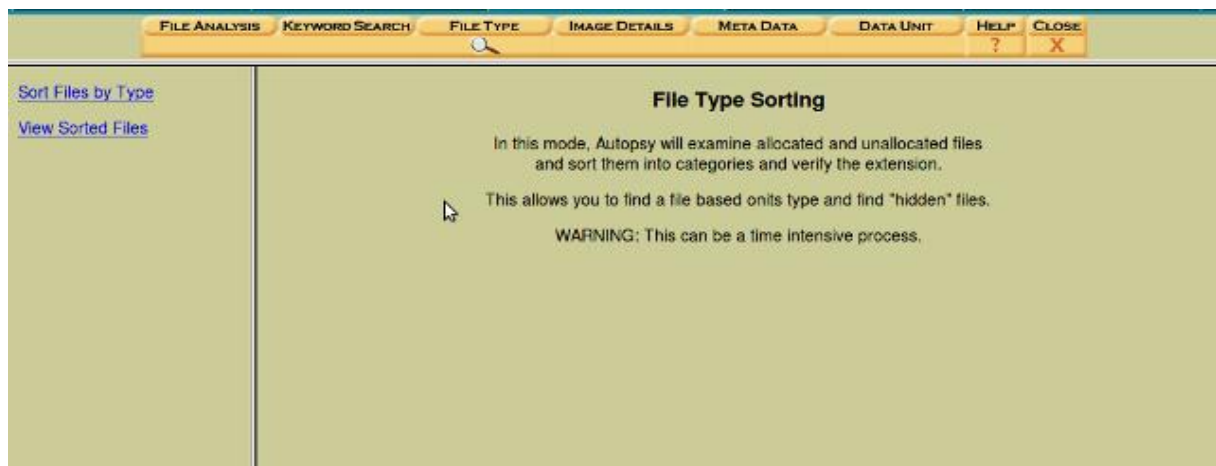 FILE ANALYSIS KEYWORD SEARCH FILE TYPE IMAGE DETAILS META DATA DATA UNIT HELP CLOSE
? X
Sort Files by Type
View Sorted Files
File Type Sorting
In this mode, Autopsy will examine allocated and unallocated files
and sort them into categories and verify the extension.
This allows you to find a file based onits type and find "hidden" files.
WARNING: This can be a time intensive process.